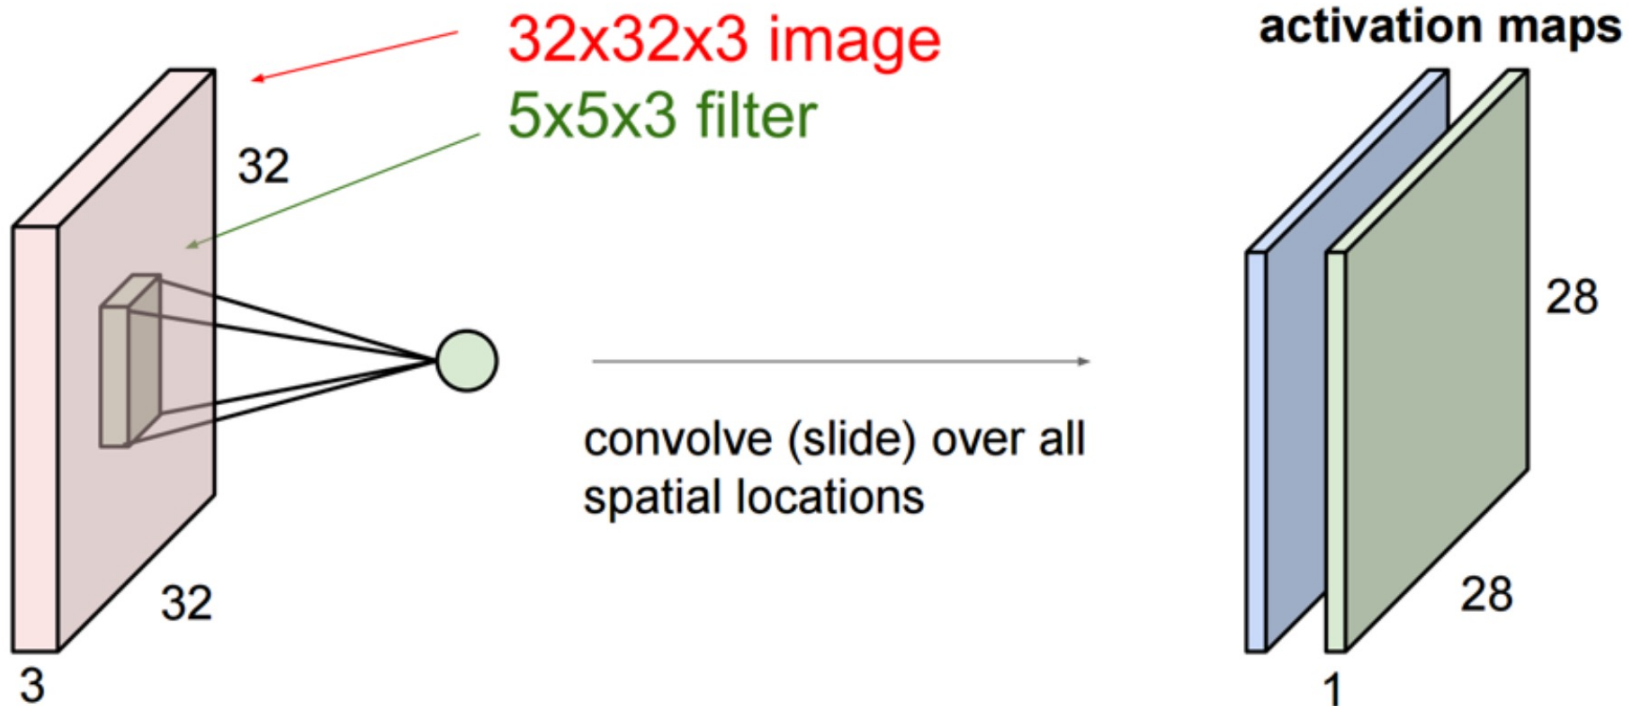 32x32x3 image
5x5x3 filter
32
32
3
convolve (slide) over all
spatial locations
activation maps
28
28
1